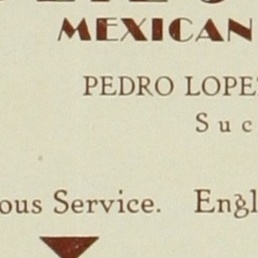 MEXICAN
PEDRO LOPE
Suc
ous Service. Engl